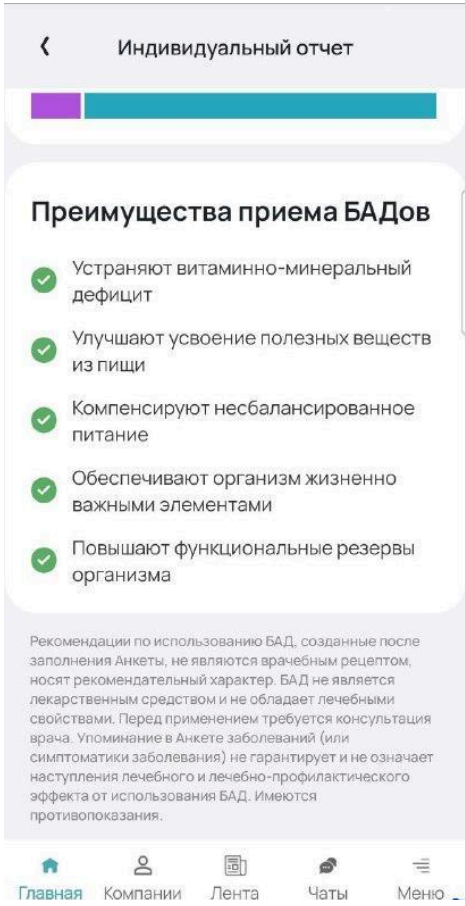 Индивидуальный отчет
Преимущества приема БАДов
Устраняют витаминно-минеральный
дефицит
Улучшают усвоение полезных веществ
из пищи
Компенсируют несбалансированное
питание
Обеспечивают организм жизненно
важными элементами
Повышают функциональные резервы
организма
Рекомендации по использованию БАД, созданные после
заполнения Анкеты, не являются врачебным рецептом,
носят рекомендательный характер. БАД не является
лекарственным средством и не обладает лечебными
свойствами. Перед применением требуется консультация
врача. Упоминание в Анкете заболеваний (или
симптоматики заболевания) не гарантирует и не означает
наступления лечебного и лечебно-профилактического
эффекта от использования БАД. Имеются
противопоказания.
Главная Компании Лента Чаты Меню